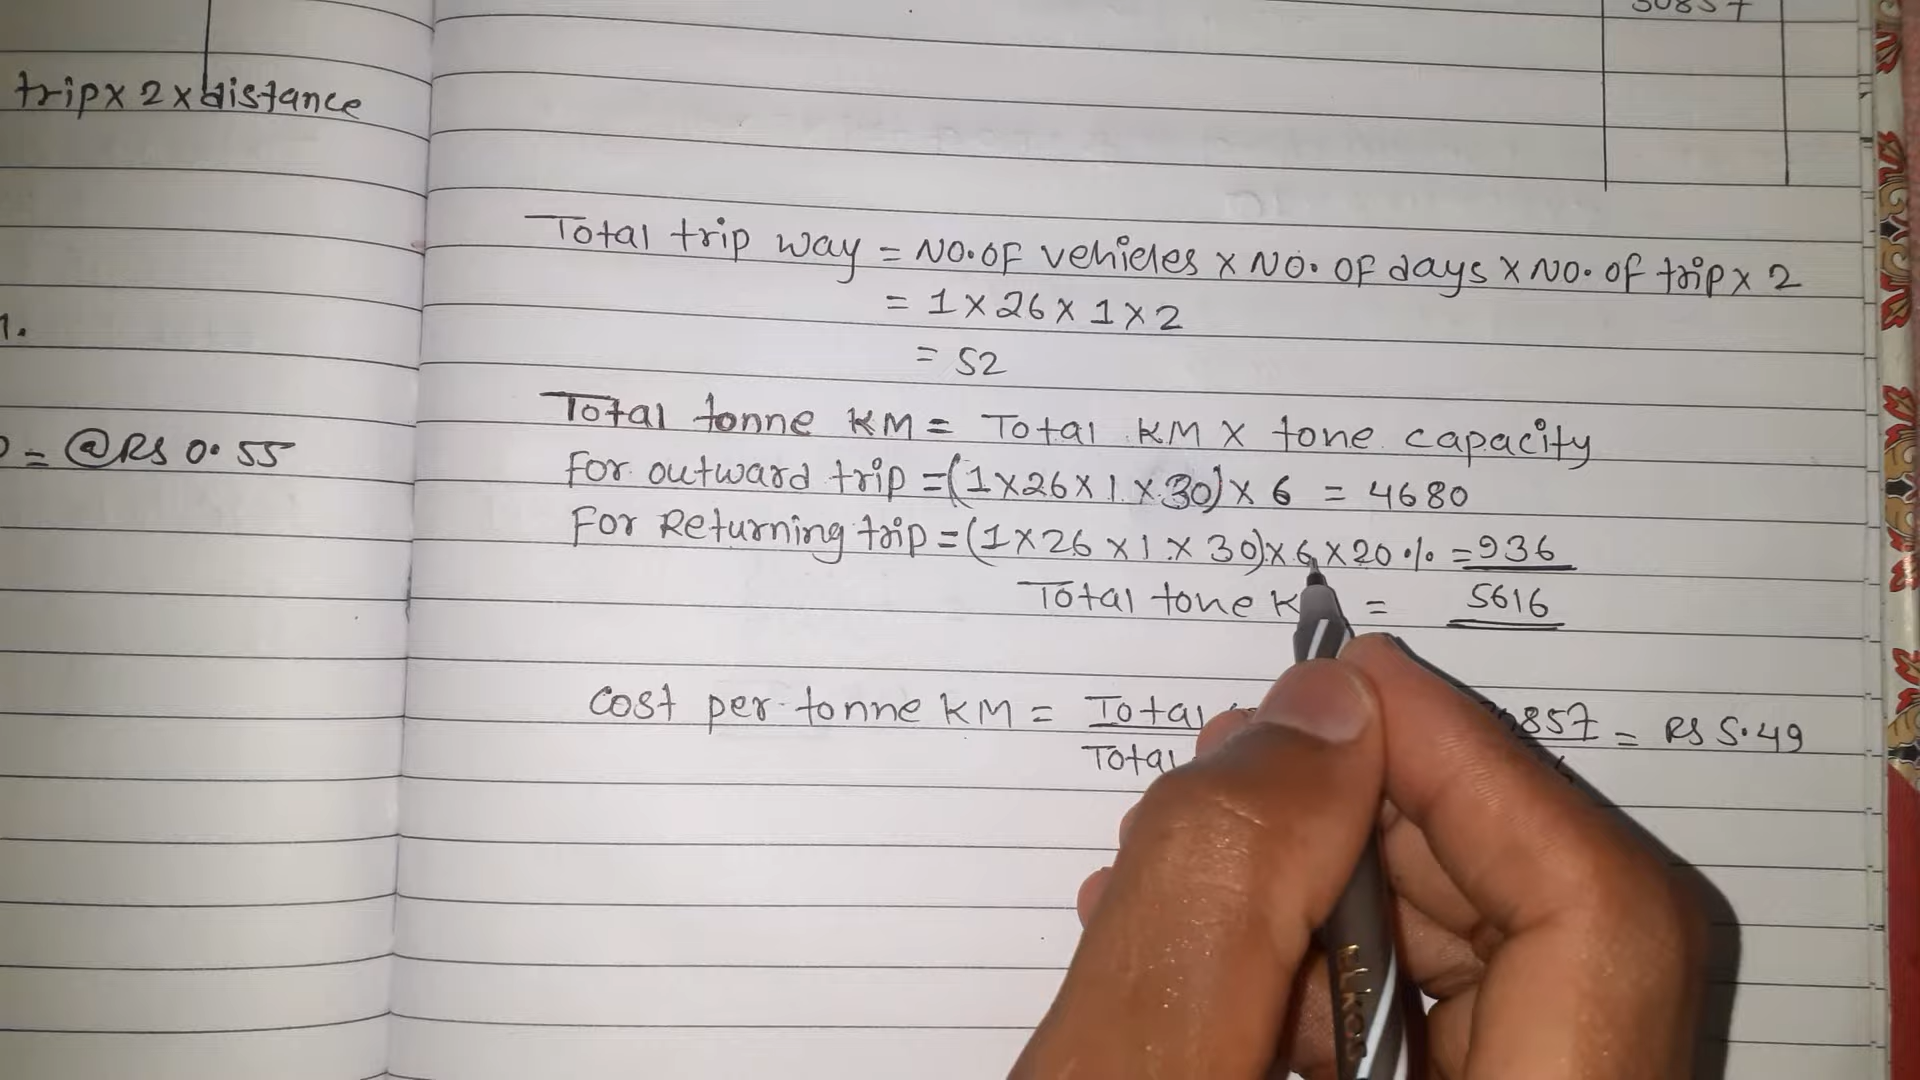 30857
trip x 2 x distance
Total trip way = NO. OF vehicles x NO. OF days x NO. of trip x 2
= 1 x 26 x 1 x 2
= 52
1.
Total tonne KM = Total KM x tone capacity
= @RS 0.55
For outward trip = (1 x 26 x 1 x 30) x 6 = 4680
For Returning trip = (1 x 26 x 1 x 30) x 6 x 20% = 936
Total tone K = 5616
Cost per tonne KM = Total 857 = RS 5.49
Total
ELKOS